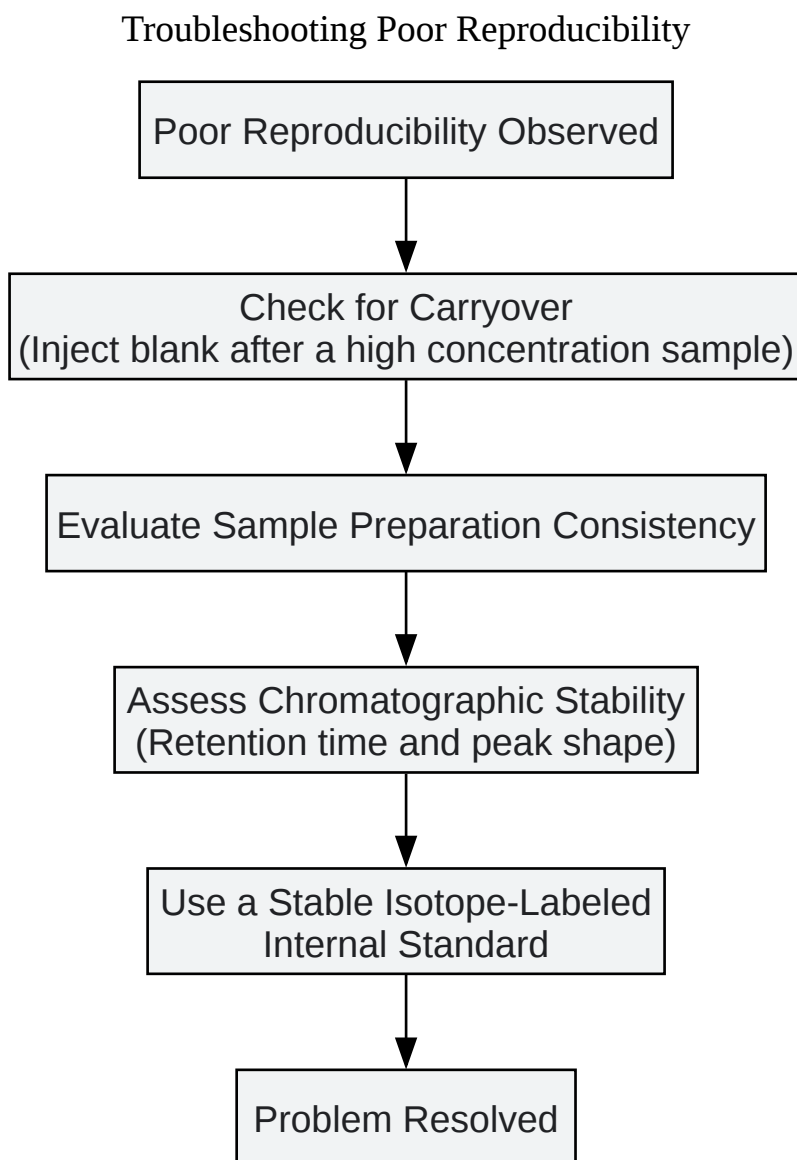 Troubleshooting Poor Reproducibility
Poor Reproducibility Observed
Check for Carryover
(Inject blank after a high concentration sample)
Evaluate Sample Preparation Consistency
Assess Chromatographic Stability
(Retention time and peak shape)
Use a Stable Isotope-Labeled
Internal Standard
Problem Resolved